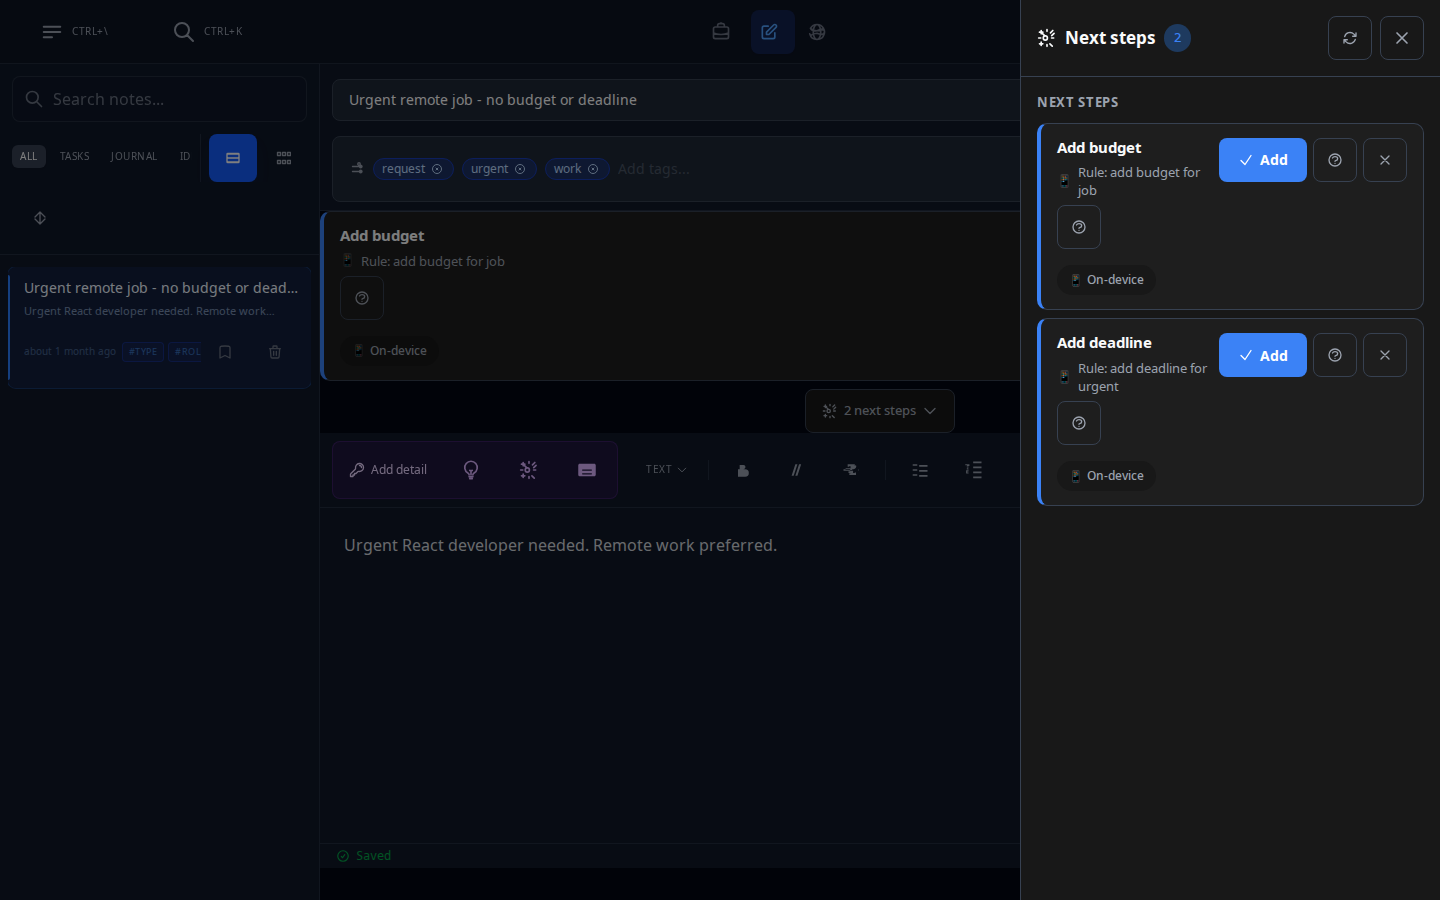 CTRL+\
CTRL+K
Search notes...
ALL
TASKS
JOURNAL
ID
Urgent remote job - no budget or dead...
Urgent React developer needed. Remote work...
about 1 month ago
#TYPE
#ROL
Urgent remote job - no budget or deadline
request
urgent
work
Add tags...
Add budget
Rule: add budget for job
On-device
2 next steps
Add detail
TEXT
Urgent React developer needed. Remote work preferred.
Saved
Next steps
2
NEXT STEPS
Add budget
Rule: add budget for
job
Add
On-device
Add deadline
Rule: add deadline for
urgent
Add
On-device